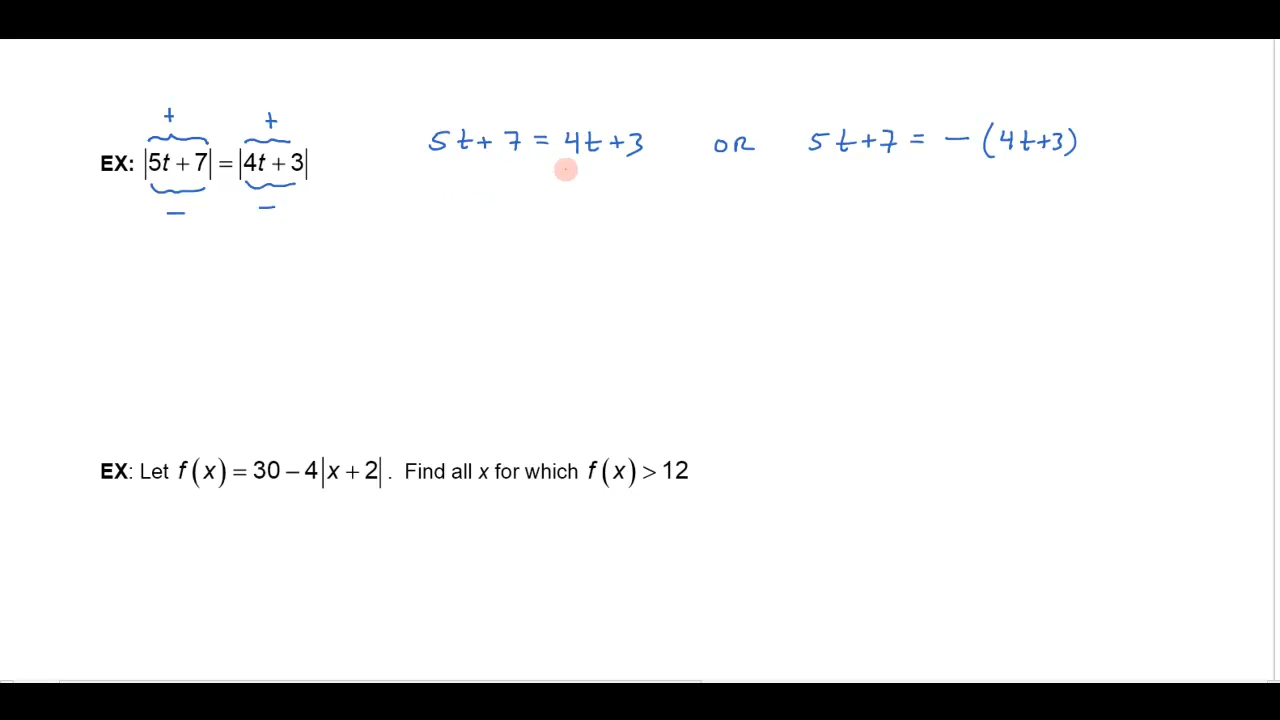 + +
EX: |5t + 7| = |4t + 3| 5t + 7 = 4t + 3 OR 5t + 7 = - (4t + 3)
- -
EX: Let f(x) = 30 - 4|x + 2|. Find all x for which f(x) > 12